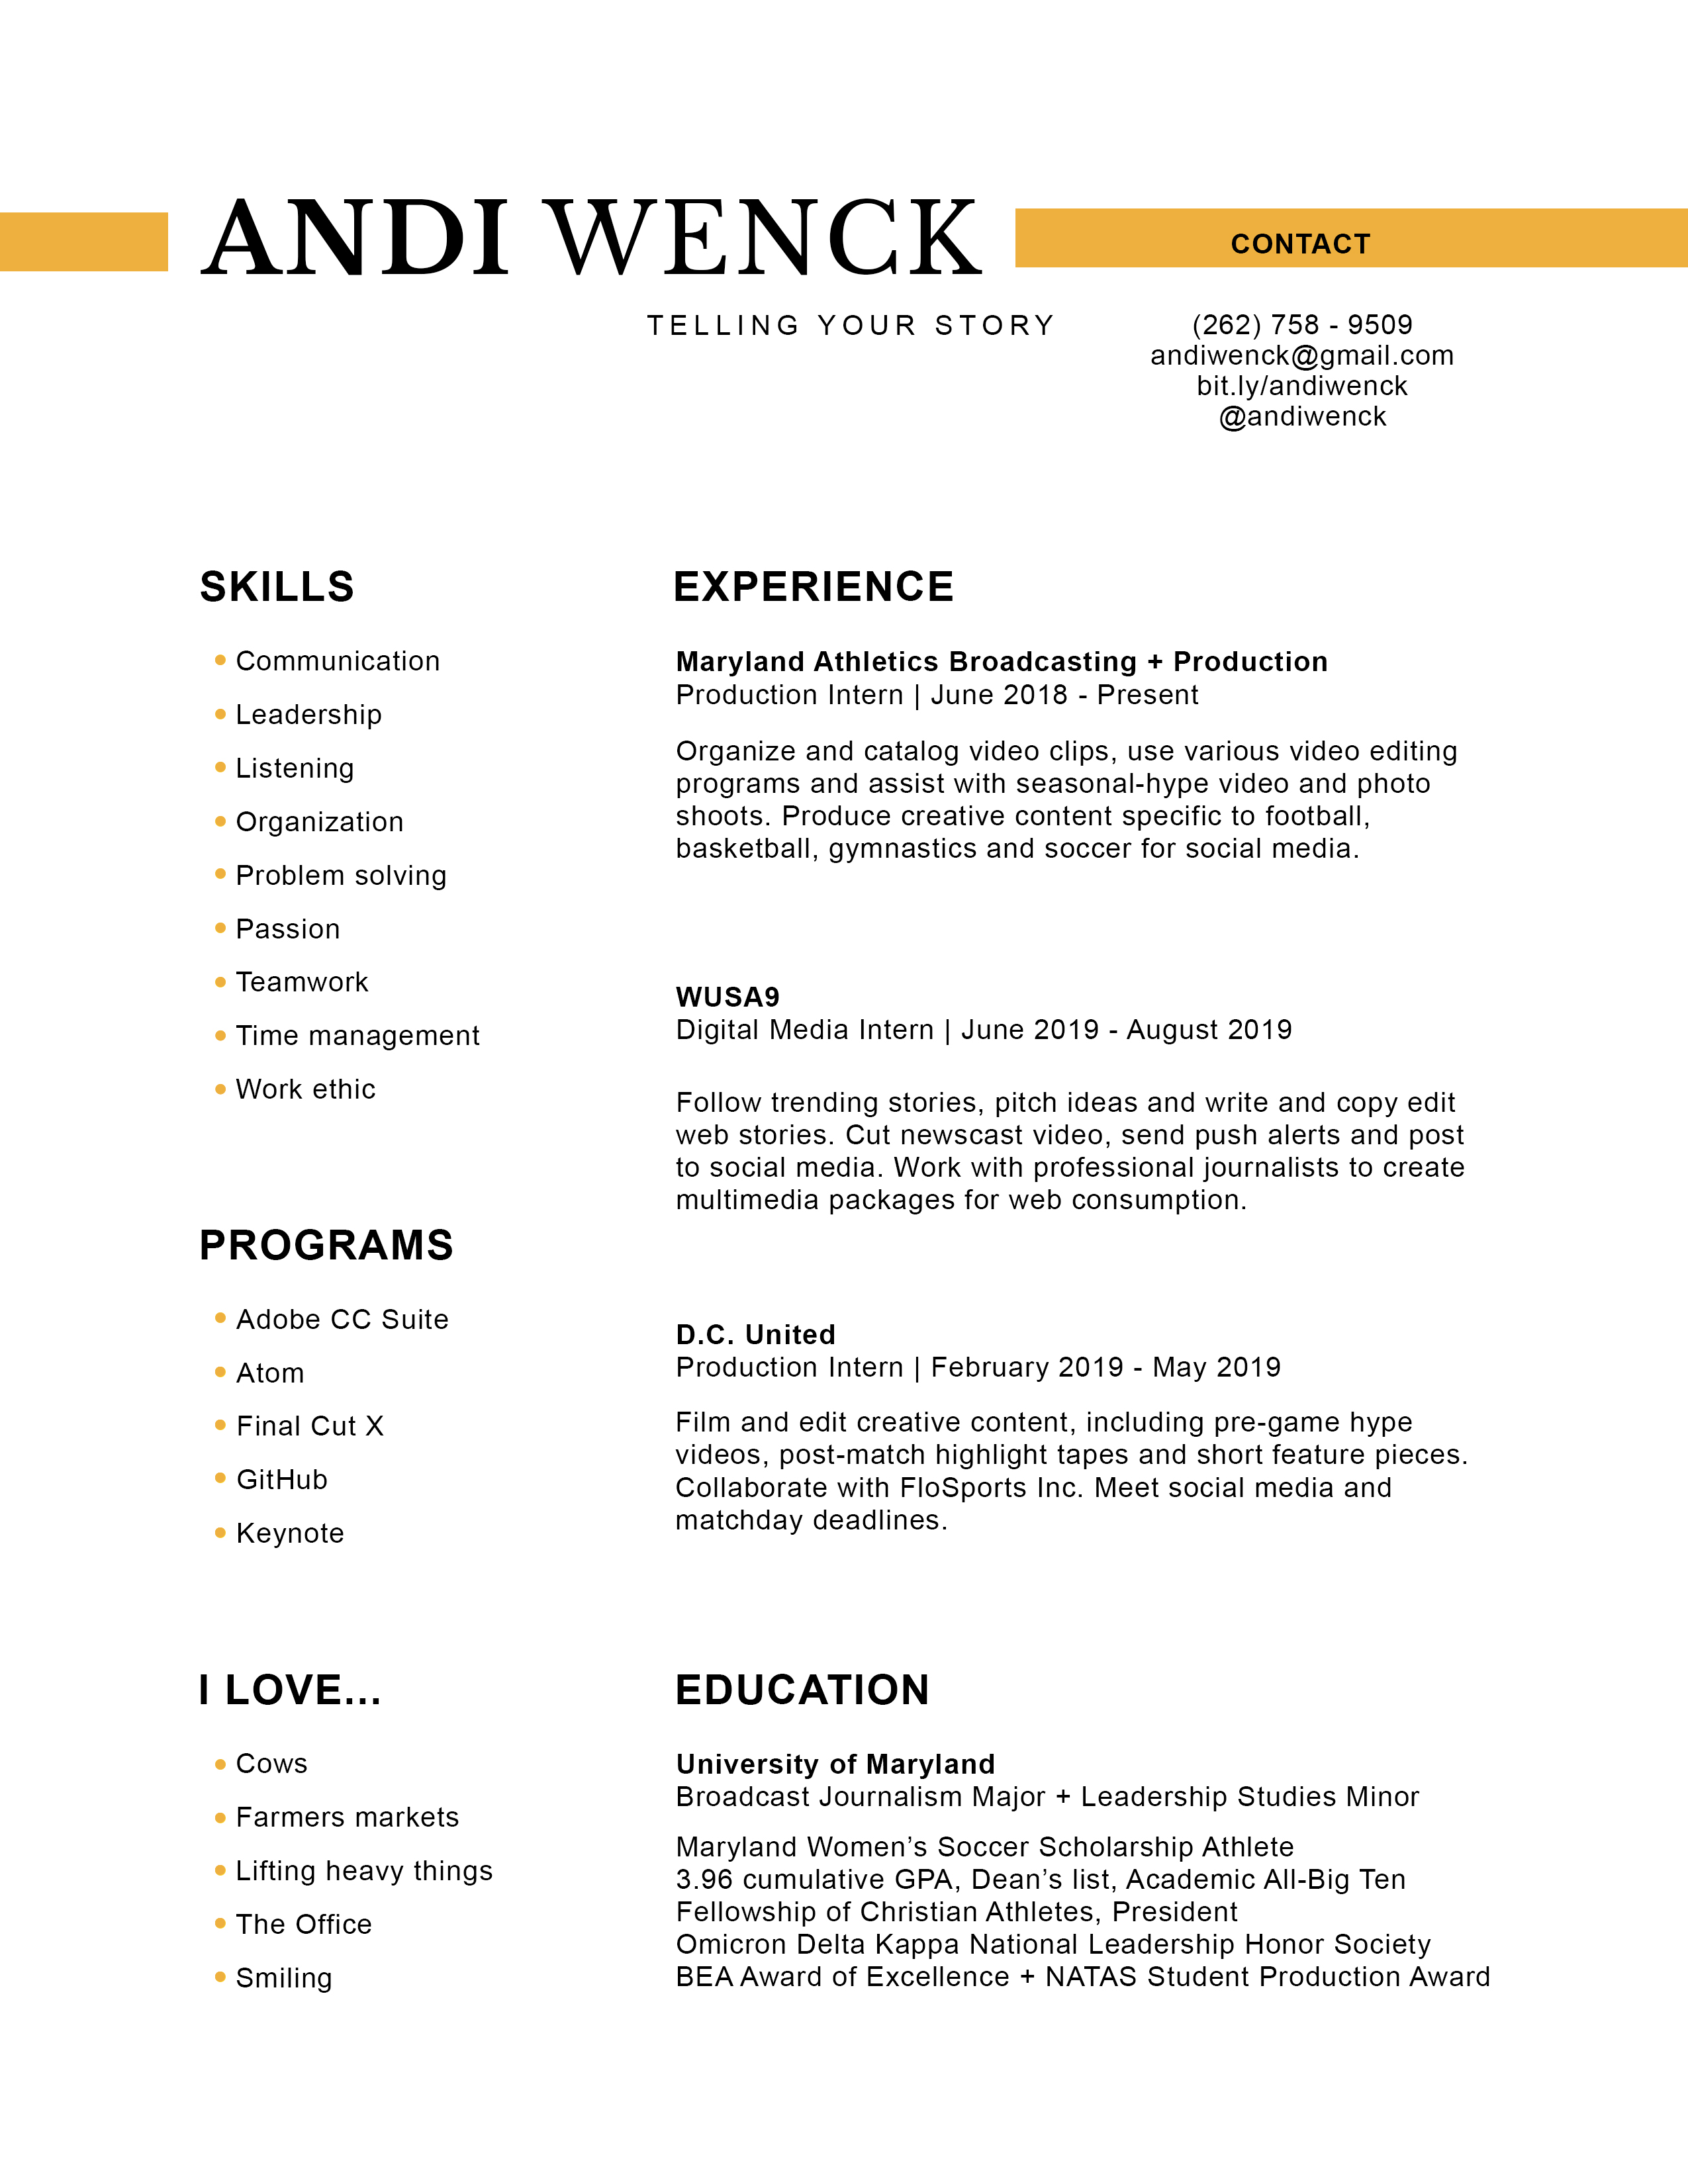 ANDI WENCK
TELLING YOUR STORY
CONTACT
(262) 758 - 9509
andiwenck@gmail.com
bit.ly/andiwenck
@andiwenck
SKILLS
Communication
Leadership
Listening
Organization
Problem solving
Passion
Teamwork
Time management
Work ethic
PROGRAMS
Adobe CC Suite
Atom
Final Cut X
GitHub
Keynote
I LOVE...
Cows
Farmers markets
Lifting heavy things
The Office
Smiling
EXPERIENCE
Maryland Athletics Broadcasting + Production
Production Intern | June 2018 - Present
Organize and catalog video clips, use various video editing
programs and assist with seasonal-hype video and photo
shoots. Produce creative content specific to football,
basketball, gymnastics and soccer for social media.
WUSA9
Digital Media Intern | June 2019 - August 2019
Follow trending stories, pitch ideas and write and copy edit
web stories. Cut newscast video, send push alerts and post
to social media. Work with professional journalists to create
multimedia packages for web consumption.
D.C. United
Production Intern | February 2019 - May 2019
Film and edit creative content, including pre-game hype
videos, post-match highlight tapes and short feature pieces.
Collaborate with FloSports Inc. Meet social media and
matchday deadlines.
EDUCATION
University of Maryland
Broadcast Journalism Major + Leadership Studies Minor
Maryland Women’s Soccer Scholarship Athlete
3.96 cumulative GPA, Dean’s list, Academic All-Big Ten
Fellowship of Christian Athletes, President
Omicron Delta Kappa National Leadership Honor Society
BEA Award of Excellence + NATAS Student Production Award